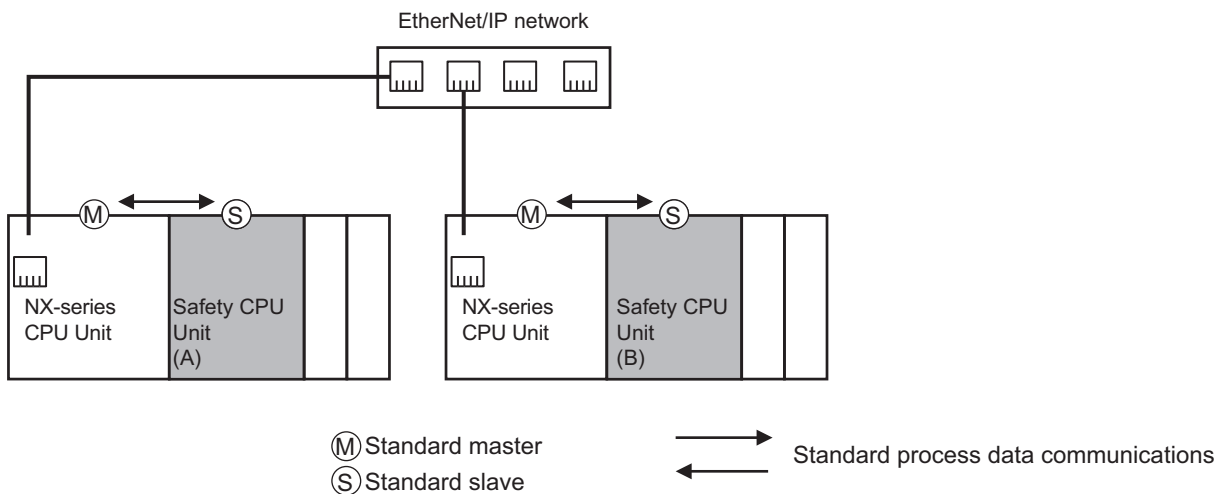 EtherNet/IP network
M
S
NX-series
CPU Unit
Safety CPU
Unit
(A)
M
S
NX-series
CPU Unit
Safety CPU
Unit
(B)
M Standard master
S Standard slave
Standard process data communications